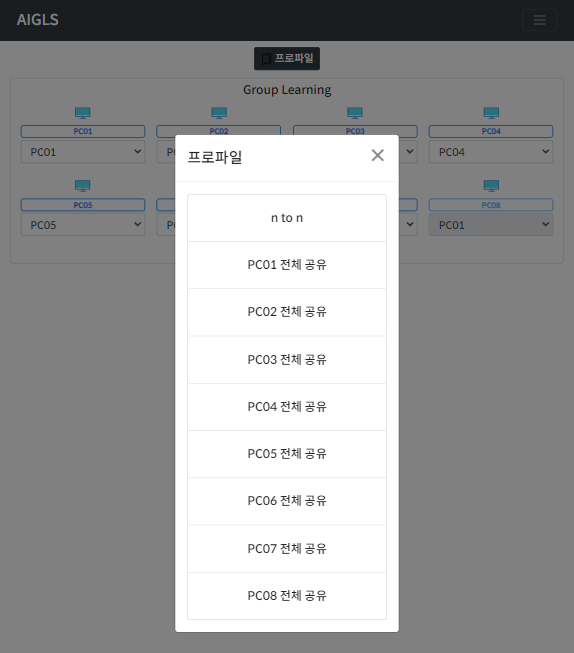 AIGLS
프로파일
Group Learning
PC01 PC02 PC03 PC04
PC01 PC04
프로파일
PC05 PC08
PC05 PC01
n to n
PC01 전체 공유
PC02 전체 공유
PC03 전체 공유
PC04 전체 공유
PC05 전체 공유
PC06 전체 공유
PC07 전체 공유
PC08 전체 공유